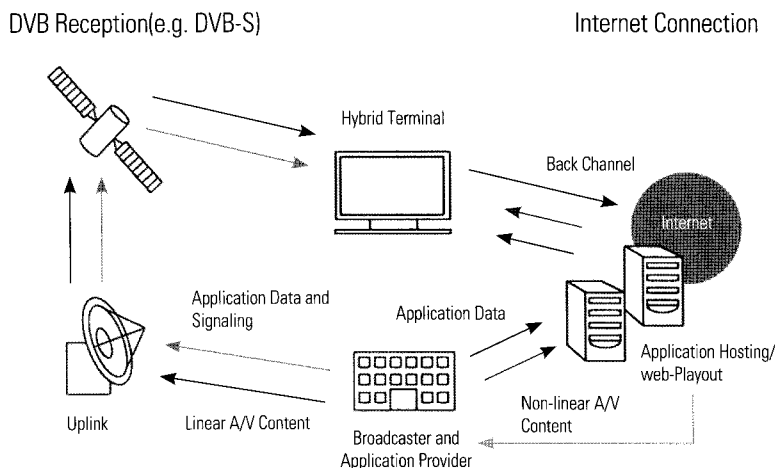 DVB Reception(e.g. DVB-S)
Internet Connection
Hybrid Terminal
Back Channel
Internet
Application Data and
Signaling
Application Data
Application Hosting/
web-Playout
Non-linear A/V
Content
Uplink
Linear A/V Content
Broadcaster and
Application Provider